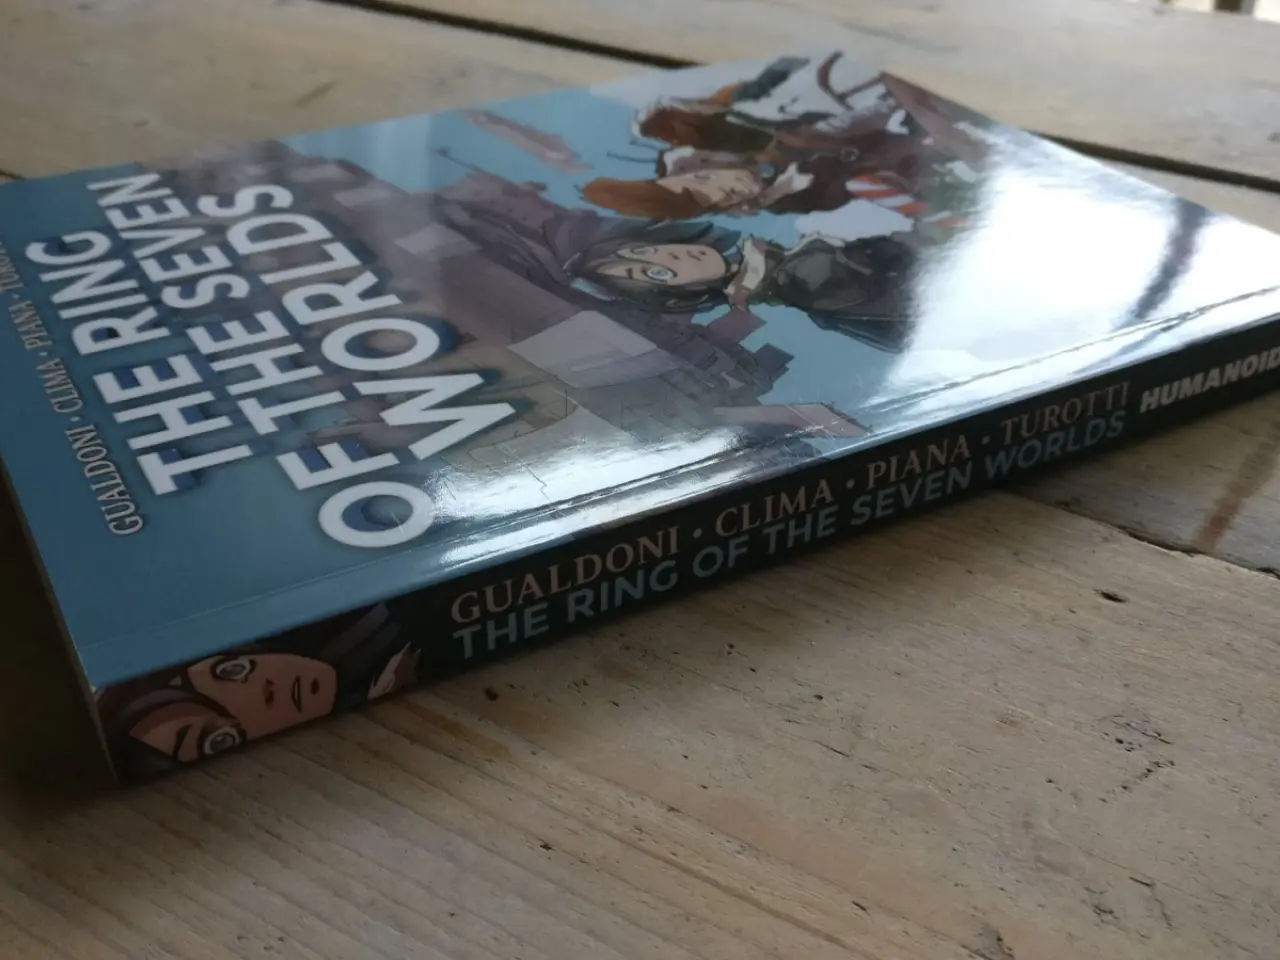 GUALDONI · CLIMA · PIANA · TUROTTI
THE RING
OF THE SEVEN
WORLDS
GUALDONI · CLIMA · PIANA · TUROTTI
THE RING OF THE SEVEN WORLDS
HUMANOID